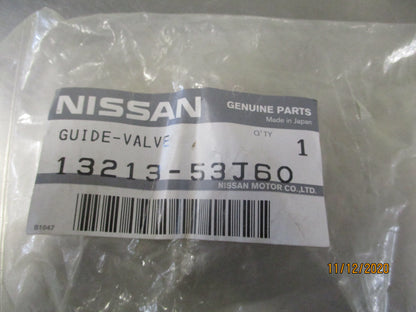 NISSAN
GENUINE PARTS
Made in Japan
GUIDE-VALVE
Q'TY 1
13213-53J60
NISSAN MOTOR CO.,LTD.
B1047
11/12/2020